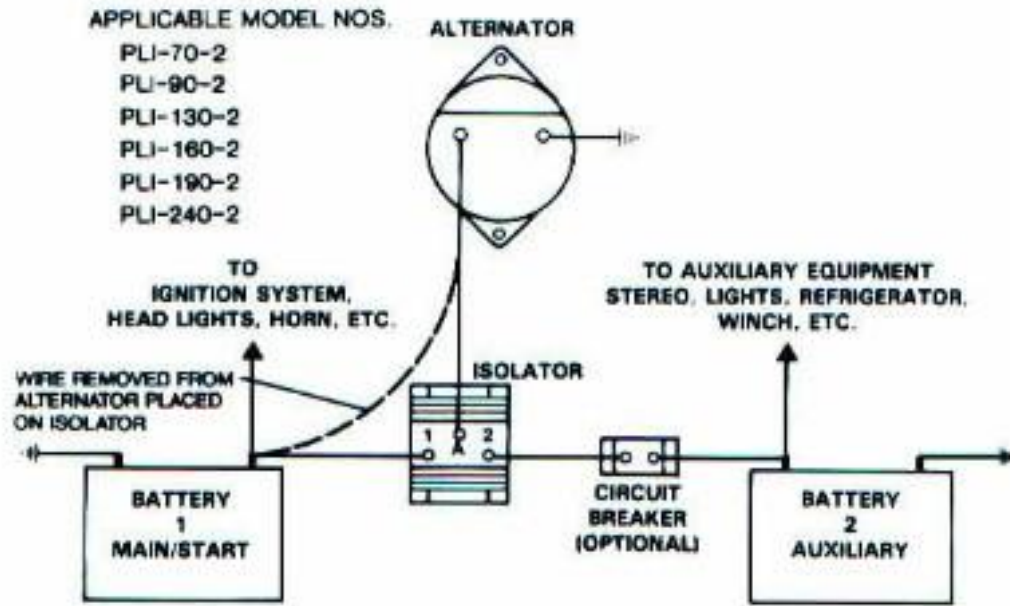 APPLICABLE MODEL NOS.
PLI-70-2
PLI-90-2
PLI-130-2
PLI-160-2
PLI-190-2
PLI-240-2
ALTERNATOR
TO
IGNITION SYSTEM,
HEAD LIGHTS, HORN, ETC.
TO AUXILIARY EQUIPMENT
STEREO, LIGHTS, REFRIGERATOR,
WINCH, ETC.
WIRE REMOVED FROM
ALTERNATOR PLACED
ON ISOLATOR
ISOLATOR
1 A 2
BATTERY
1
MAIN/START
CIRCUIT
BREAKER
(OPTIONAL)
BATTERY
2
AUXILIARY